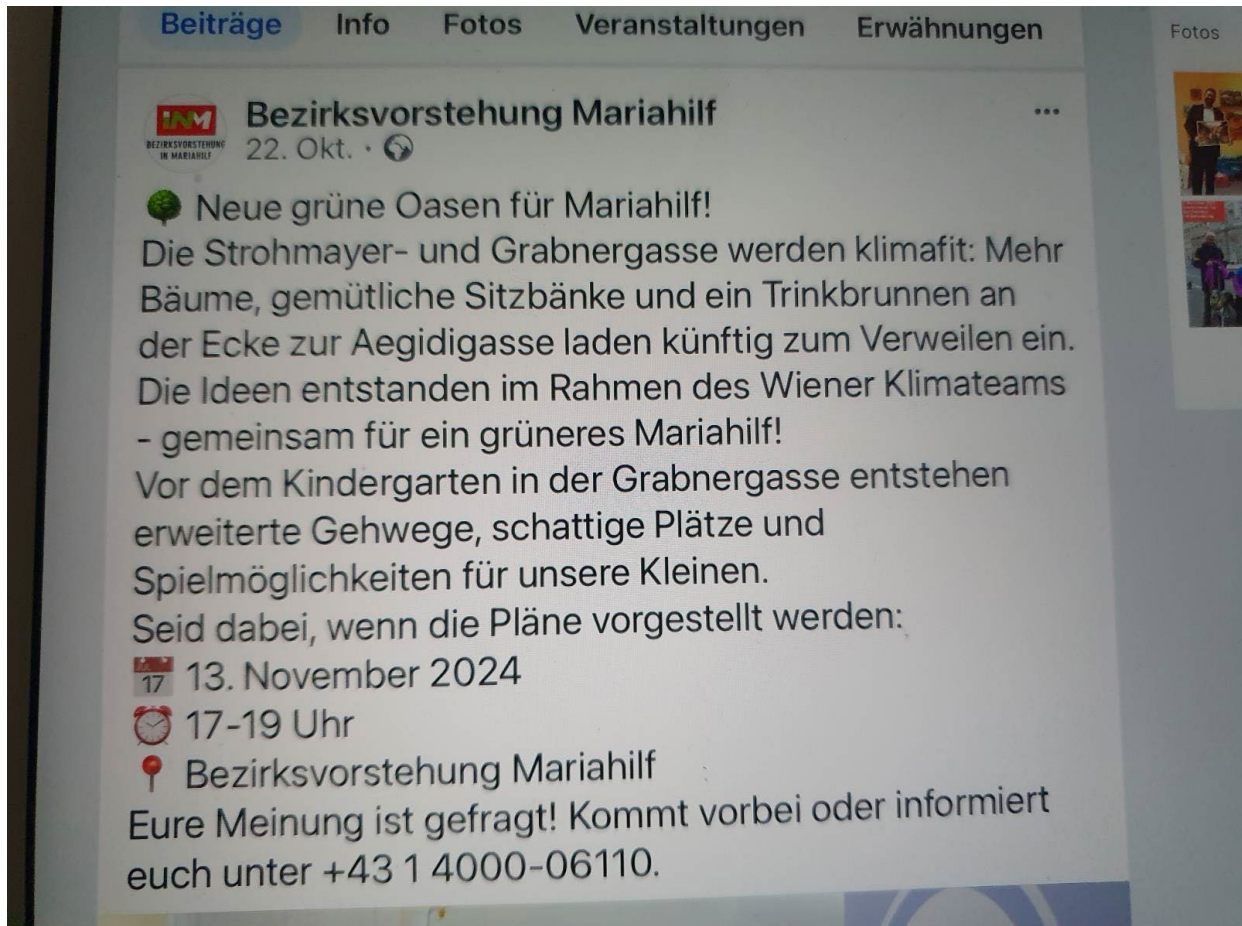 Beiträge Info Fotos Veranstaltungen Erwähnungen
Fotos
INM
BEZIRKSVORSTEHUNG
IN MARIAHILF
Bezirksvorstehung Mariahilf
22. Okt. ·
Neue grüne Oasen für Mariahilf!
Die Strohmayer- und Grabnergasse werden klimafit: Mehr
Bäume, gemütliche Sitzbänke und ein Trinkbrunnen an
der Ecke zur Aegidigasse laden künftig zum Verweilen ein.
Die Ideen entstanden im Rahmen des Wiener Klimateams
- gemeinsam für ein grüneres Mariahilf!
Vor dem Kindergarten in der Grabnergasse entstehen
erweiterte Gehwege, schattige Plätze und
Spielmöglichkeiten für unsere Kleinen.
Seid dabei, wenn die Pläne vorgestellt werden:
17 13. November 2024
17-19 Uhr
Bezirksvorstehung Mariahilf
Eure Meinung ist gefragt! Kommt vorbei oder informiert
euch unter +43 1 4000-06110.